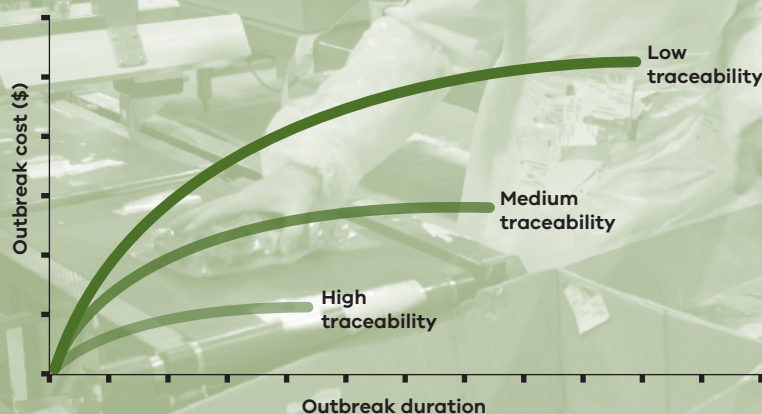 Outbreak cost ($)
Low
traceability
Medium
traceability
High
traceability
Outbreak duration